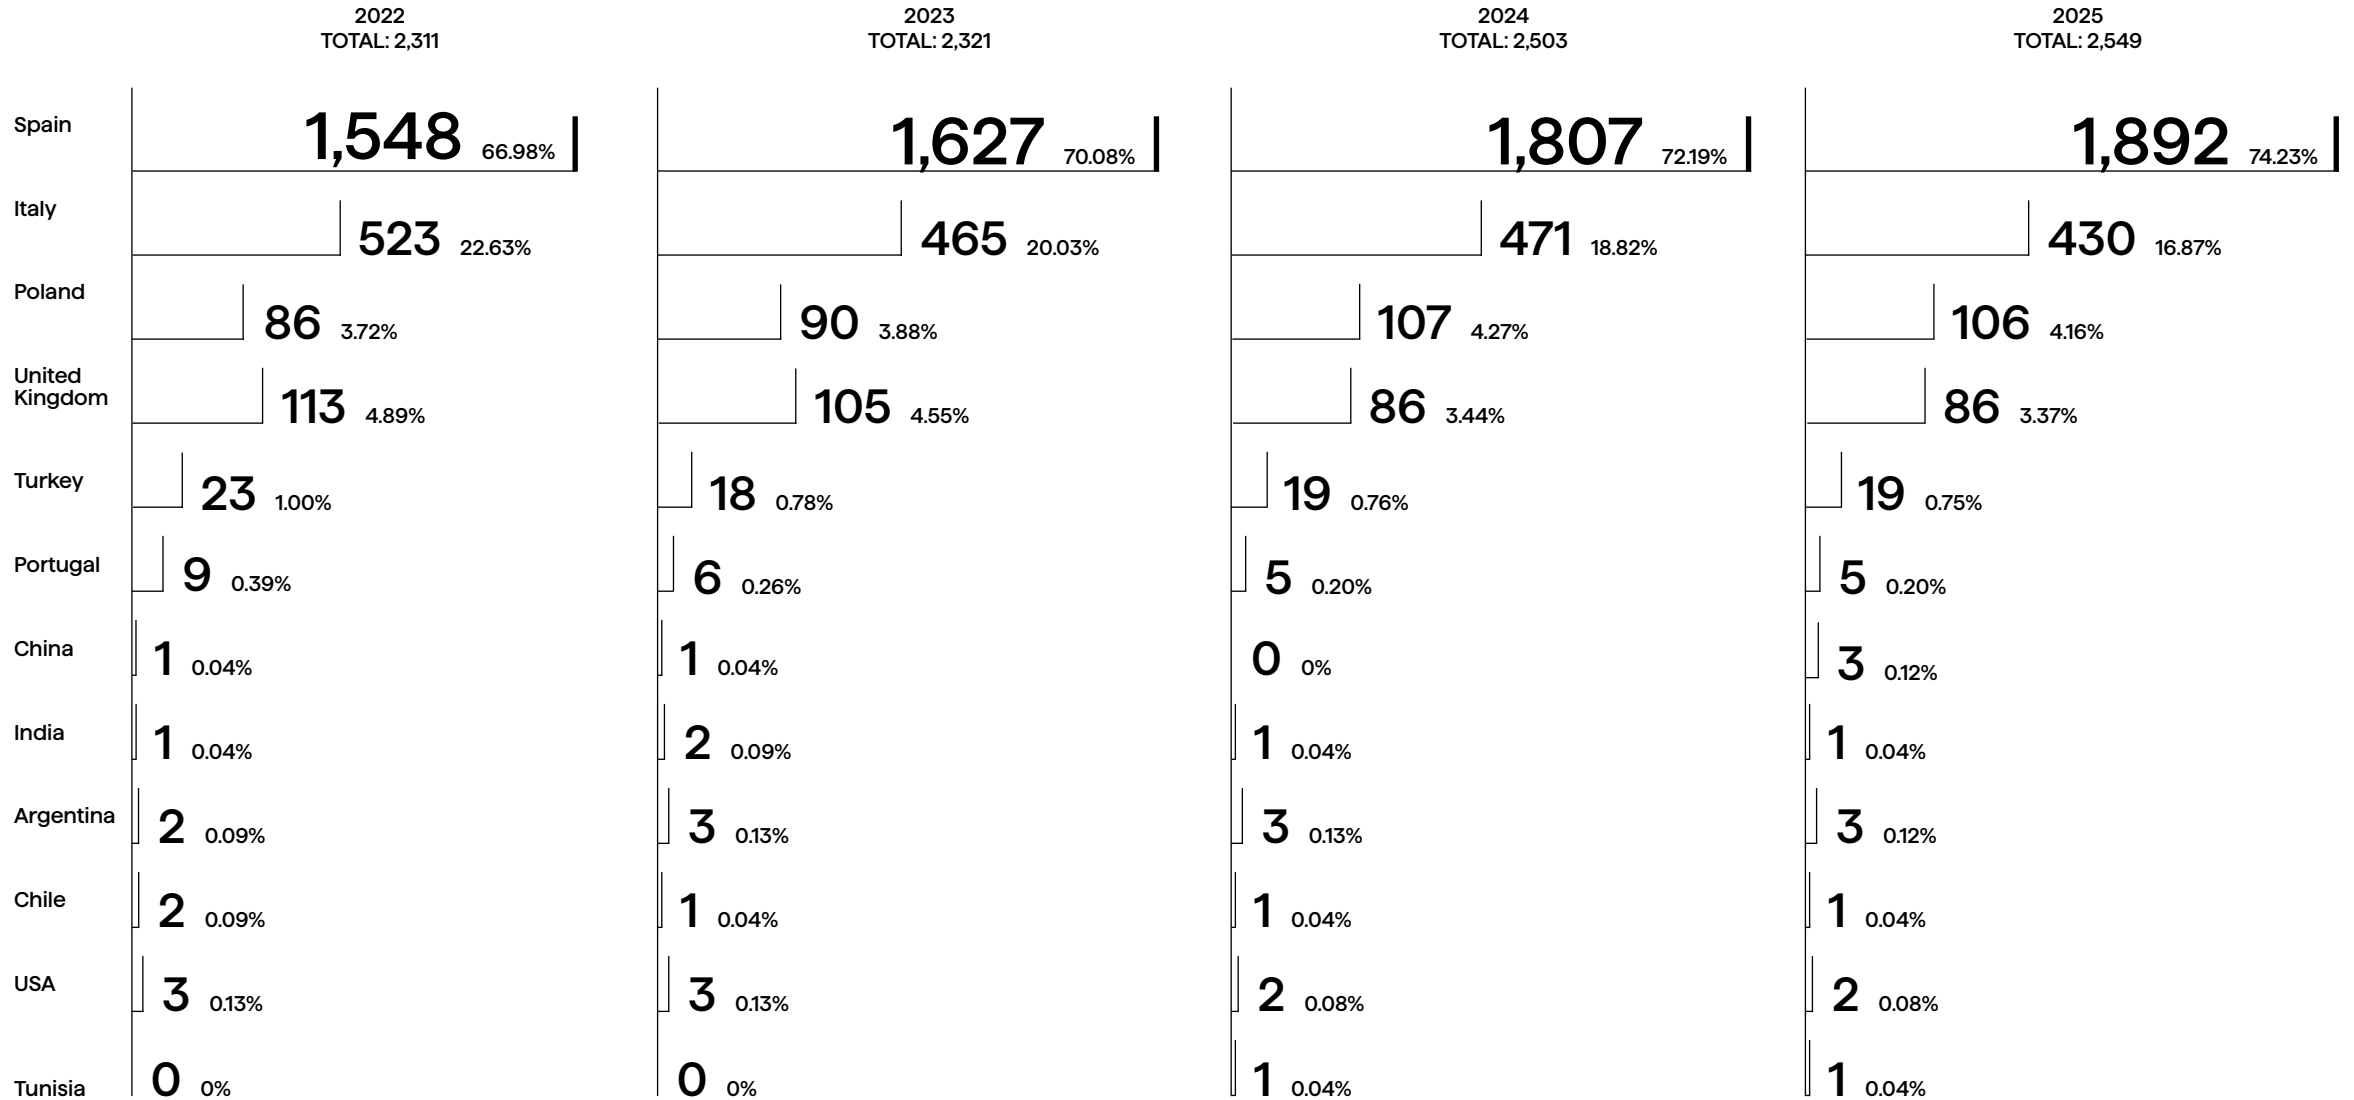 2022 2023 2024 2025
TOTAL: 2,311 TOTAL: 2,321 TOTAL: 2,503 TOTAL: 2,549
Spain 1,548 66.98% 1,627 70.08% 1,807 72.19% 1,892 74.23%
Italy 523 22.63% 465 20.03% 471 18.82% 430 16.87%
Poland 86 3.72% 90 3.88% 107 4.27% 106 4.16%
United
Kingdom 113 4.89% 105 4.55% 86 3.44% 86 3.37%
Turkey 23 1.00% 18 0.78% 19 0.76% 19 0.75%
Portugal 9 0.39% 6 0.26% 5 0.20% 5 0.20%
China 1 0.04% 1 0.04% 0 0% 3 0.12%
India 1 0.04% 2 0.09% 1 0.04% 1 0.04%
Argentina 2 0.09% 3 0.13% 3 0.13% 3 0.12%
Chile 2 0.09% 1 0.04% 1 0.04% 1 0.04%
USA 3 0.13% 3 0.13% 2 0.08% 2 0.08%
Tunisia 0 0% 0 0% 1 0.04% 1 0.04%